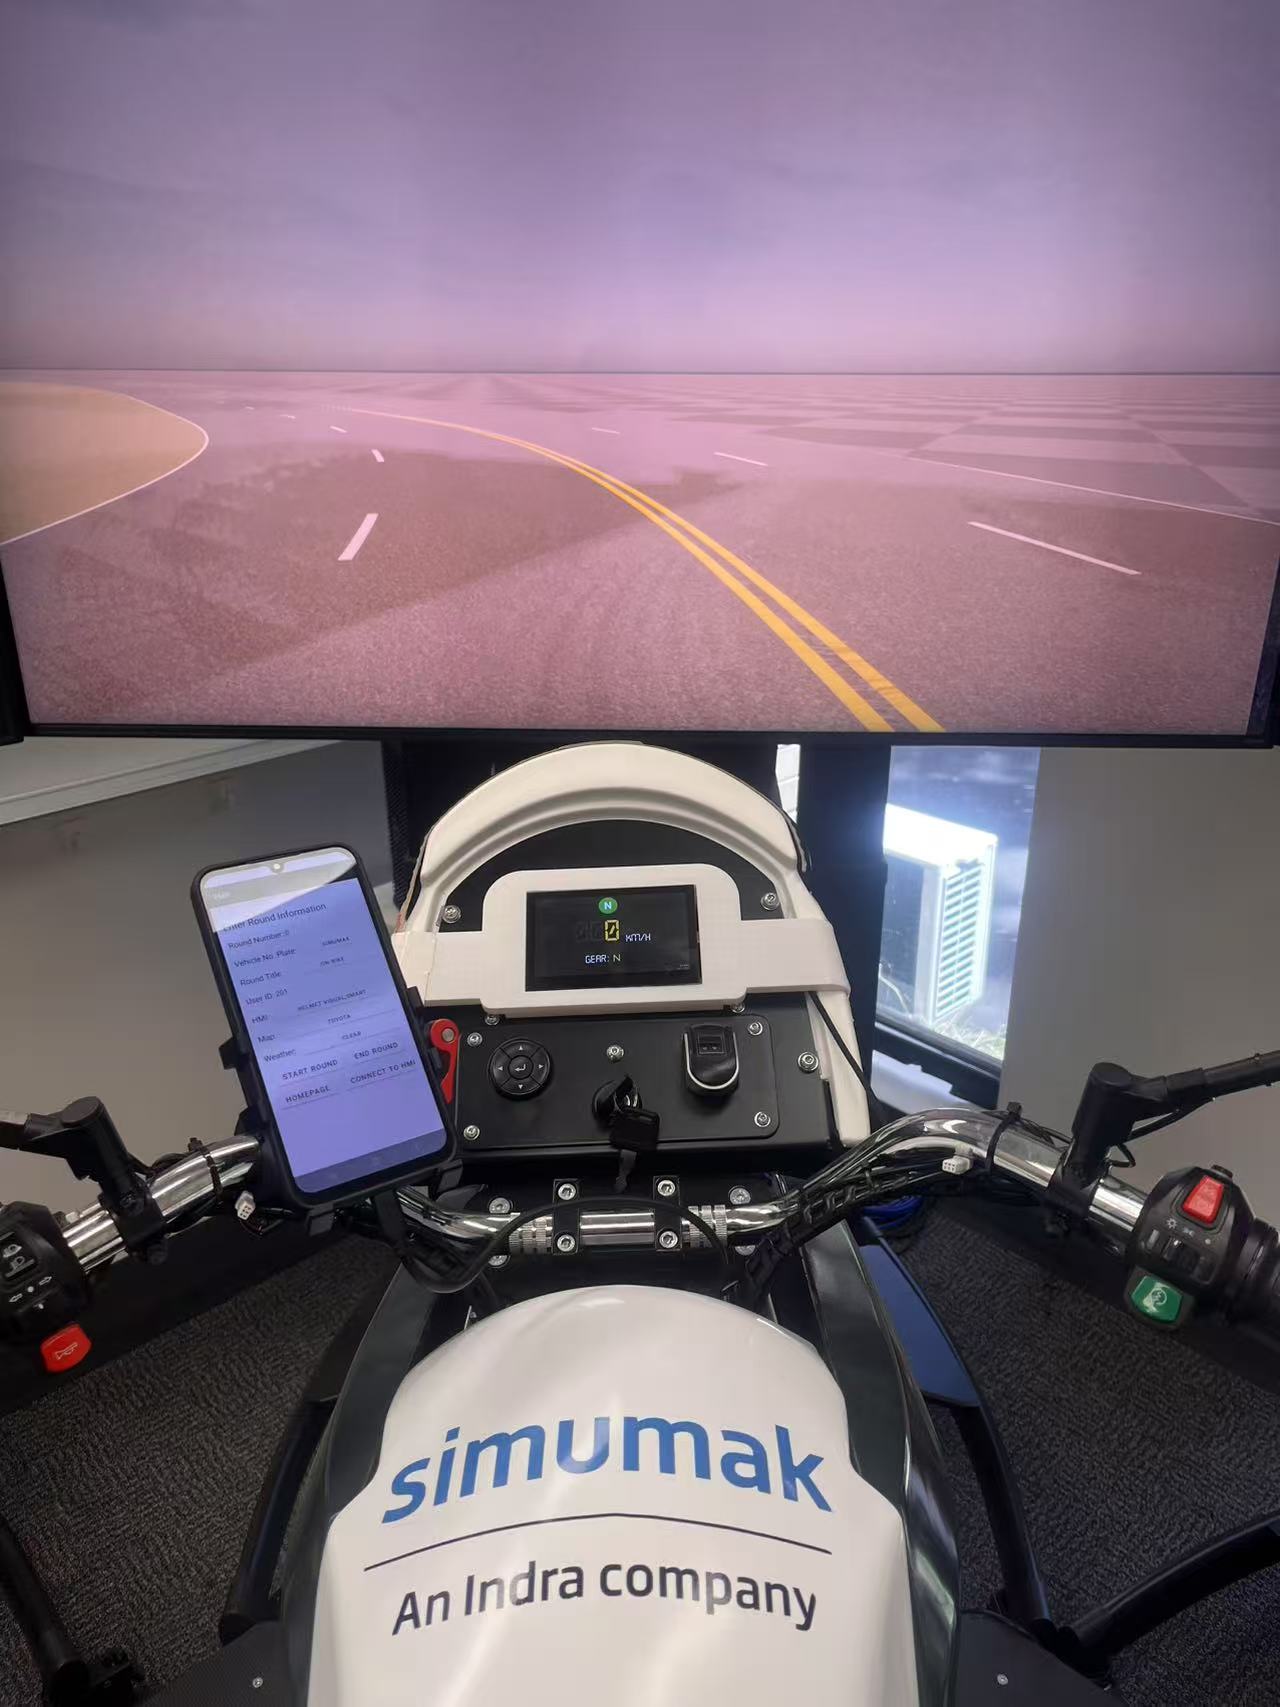 N
0 KM/H
GEAR: N
Enter Round Information
Round Number: 0
Vehicle No. Plate: SIMUMAK
Round Title: ON-BIKE
User ID: 201
HMI: HELMET VISUAL;SMART
Map: TOYOTA
Weather: CLEAR
START ROUND END ROUND
HOMEPAGE CONNECT TO HMI
simumak
An Indra company